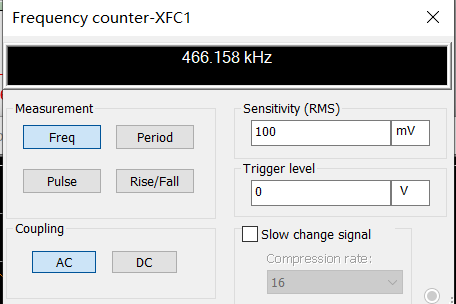 Frequency counter-XFC1
466.158 kHz
Measurement
Freq
Period
Pulse
Rise/Fall
Coupling
AC
DC
Sensitivity (RMS)
100
mV
Trigger level
0
V
Slow change signal
Compression rate:
16